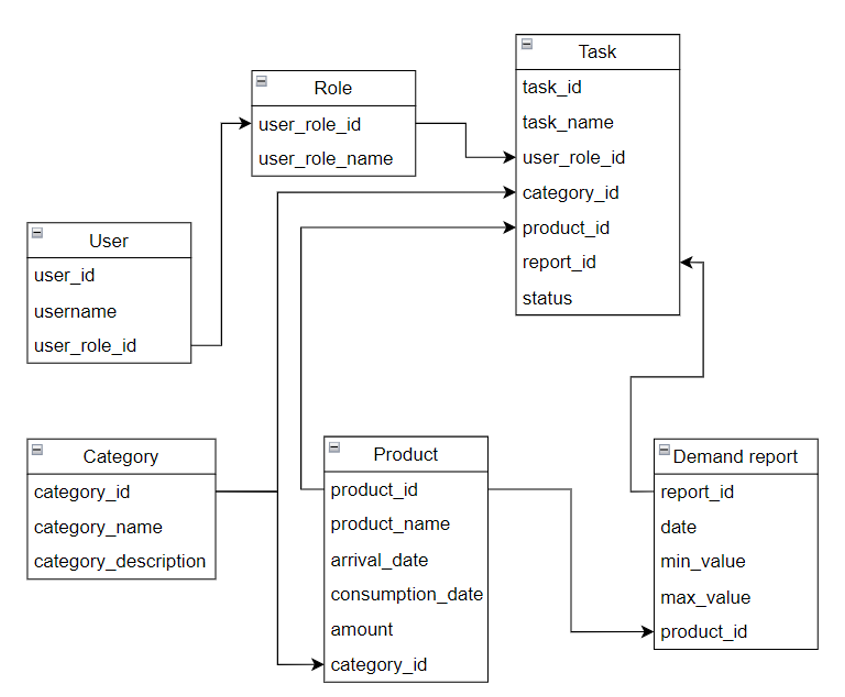 Task
task_id
task_name
user_role_id
category_id
product_id
report_id
status
Role
user_role_id
user_role_name
User
user_id
username
user_role_id
Category
category_id
category_name
category_description
Product
product_id
product_name
arrival_date
consumption_date
amount
category_id
Demand report
report_id
date
min_value
max_value
product_id